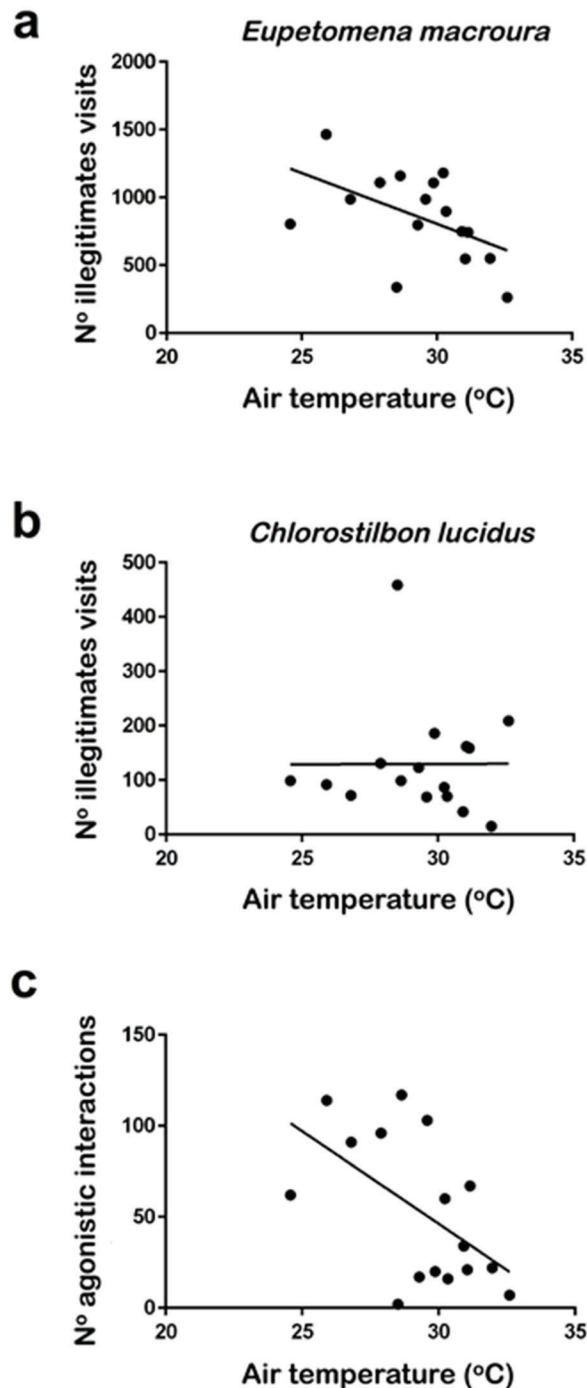 a
Eupetomena macroura
Nº illegitimates visits
2000
1500
1000
500
0
20
25
30
35
Air temperature (ºC)
b
Chlorostilbon lucidus
Nº illegitimates visits
500
400
300
200
100
0
20
25
30
35
Air temperature (ºC)
c
Nº agonistic interactions
150
100
50
0
20
25
30
35
Air temperature (ºC)